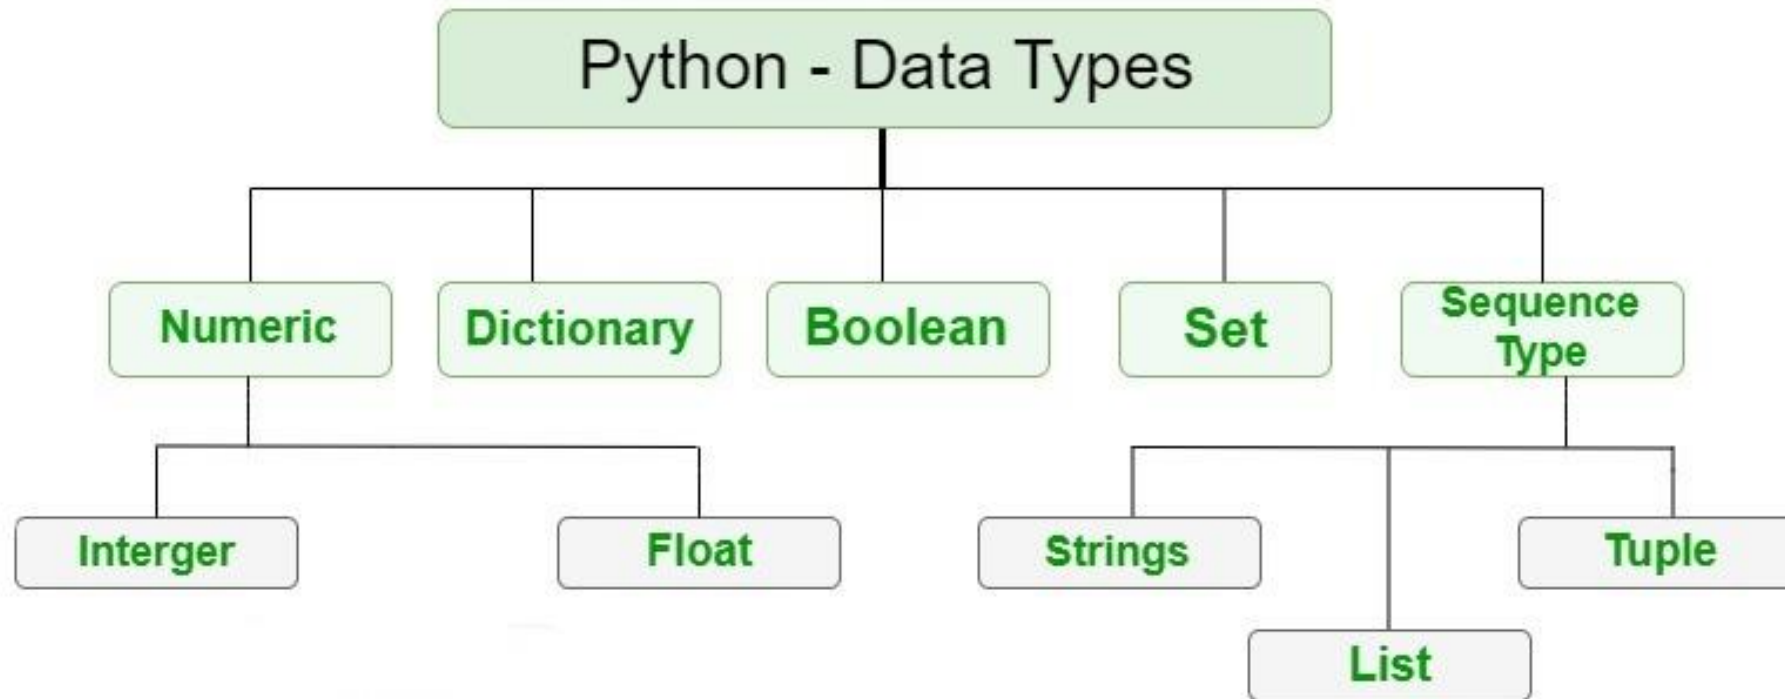 Python - Data Types
Numeric
Dictionary
Boolean
Set
Sequence
Type
Interger
Float
Strings
Tuple
List